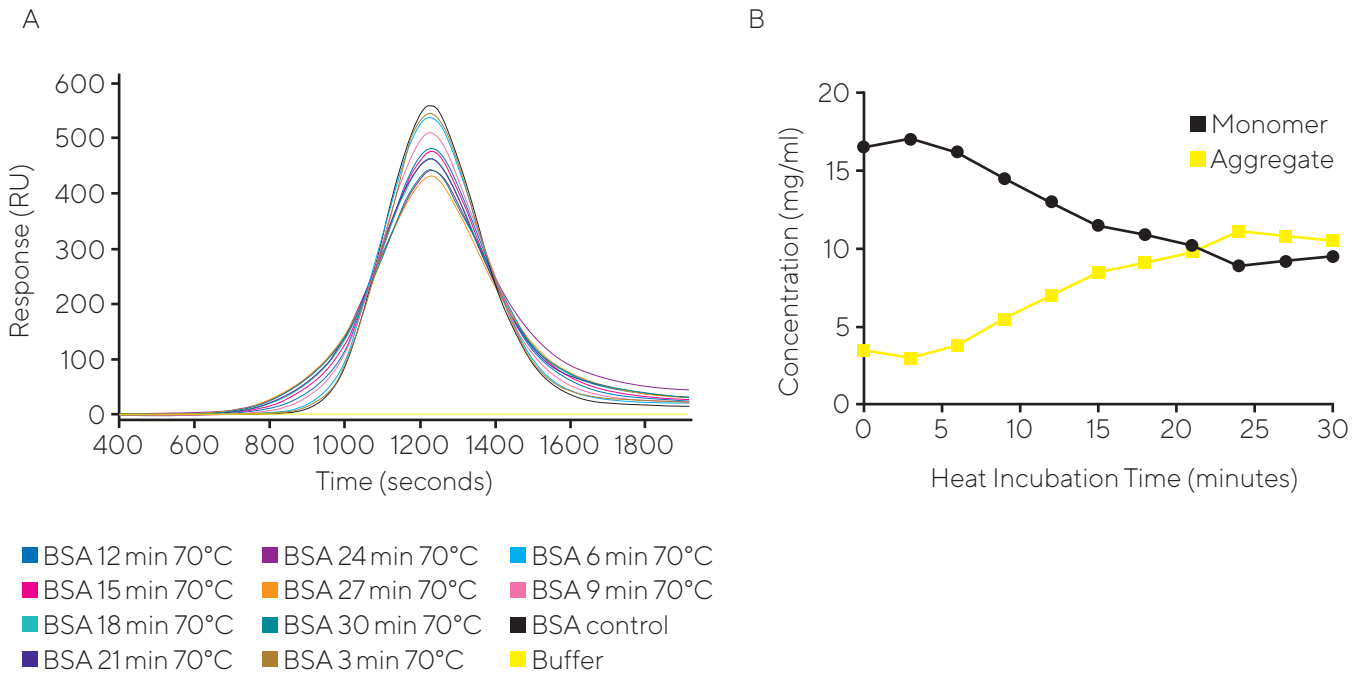 A
600
500
400
300
200
100
0
Response (RU)
400 600 800 1000 1200 1400 1600 1800
Time (seconds)
BSA 12 min 70°C
BSA 15 min 70°C
BSA 18 min 70°C
BSA 21 min 70°C
BSA 24 min 70°C
BSA 27 min 70°C
BSA 30 min 70°C
BSA 3 min 70°C
BSA 6 min 70°C
BSA 9 min 70°C
BSA control
Buffer
B
20
15
10
5
0
Concentration (mg/ml)
Monomer
Aggregate
0 5 10 15 20 25 30
Heat Incubation Time (minutes)